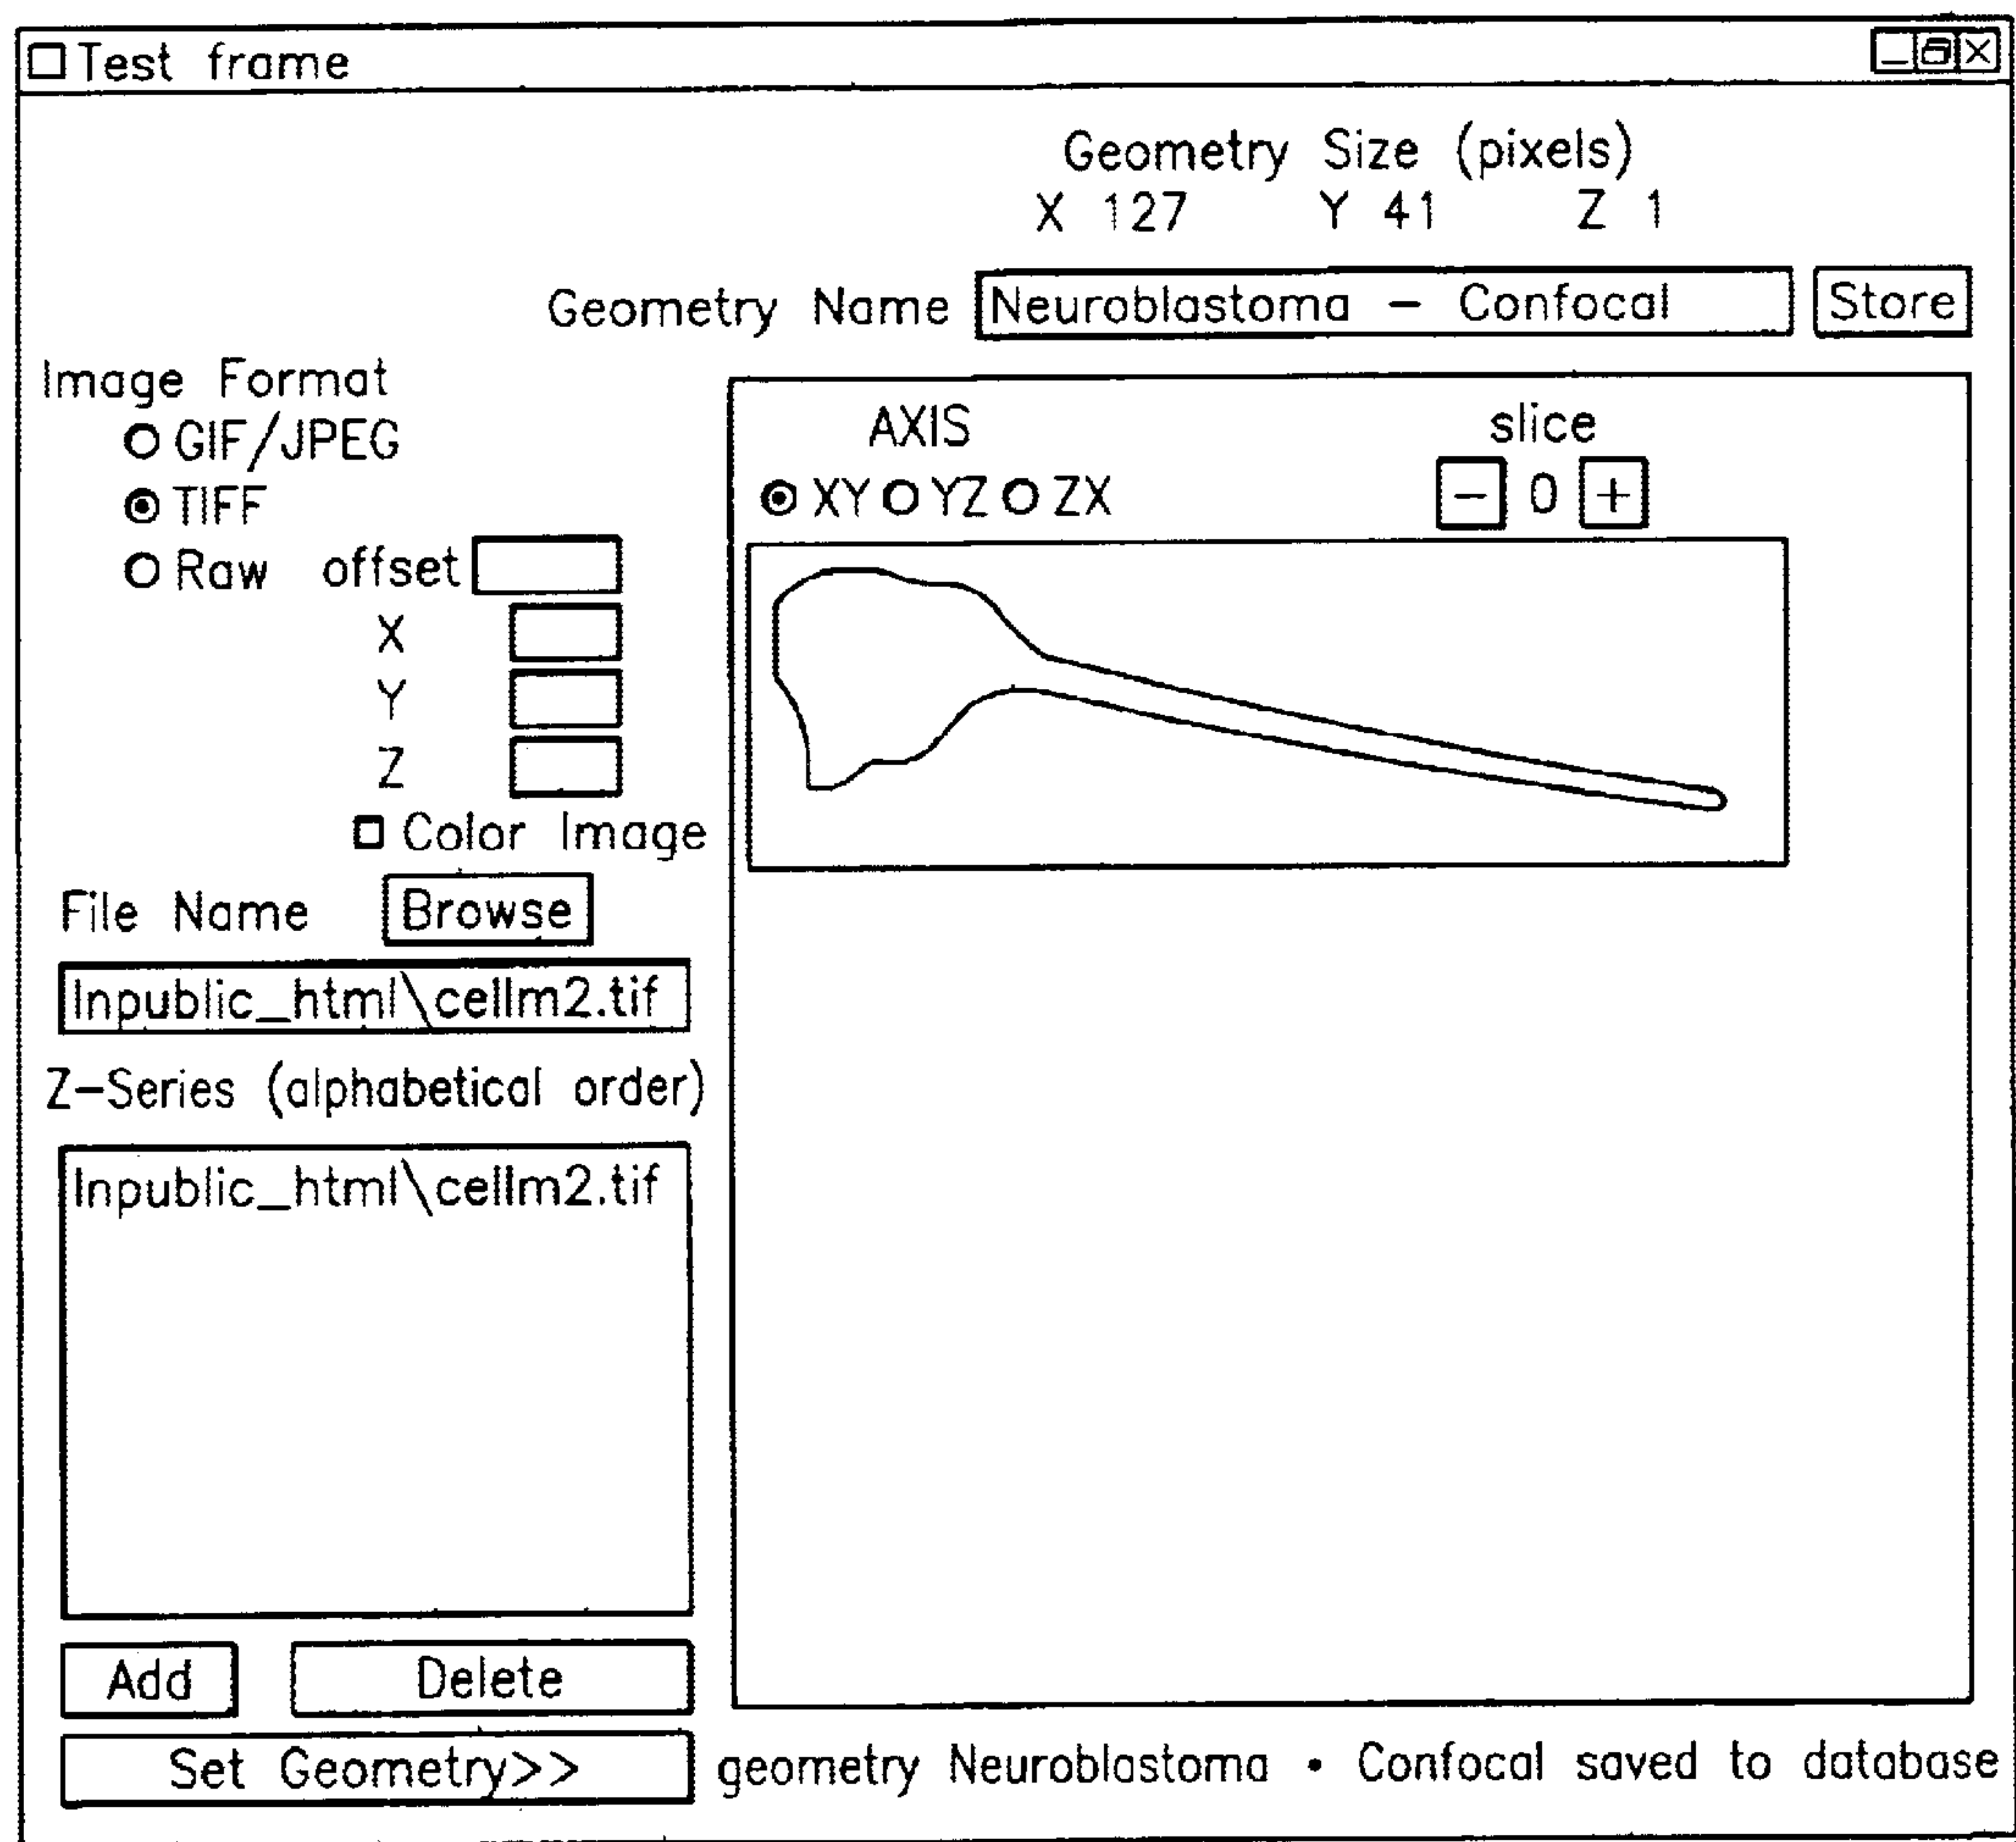 Test frame
Geometry Size (pixels)
X 127 Y 41 Z 1
Geometry Name Neuroblastoma – Confocal Store
Image Format
GIF/JPEG
TIFF
Raw offset
X
Y
Z
Color Image
File Name Browse
Inpublic_html\cellm2.tif
Z–Series (alphabetical order)
Inpublic_html\cellm2.tif
Add Delete
Set Geometry>>
AXIS slice
XY YZ ZX – 0 +
geometry Neuroblastoma • Confocal saved to database